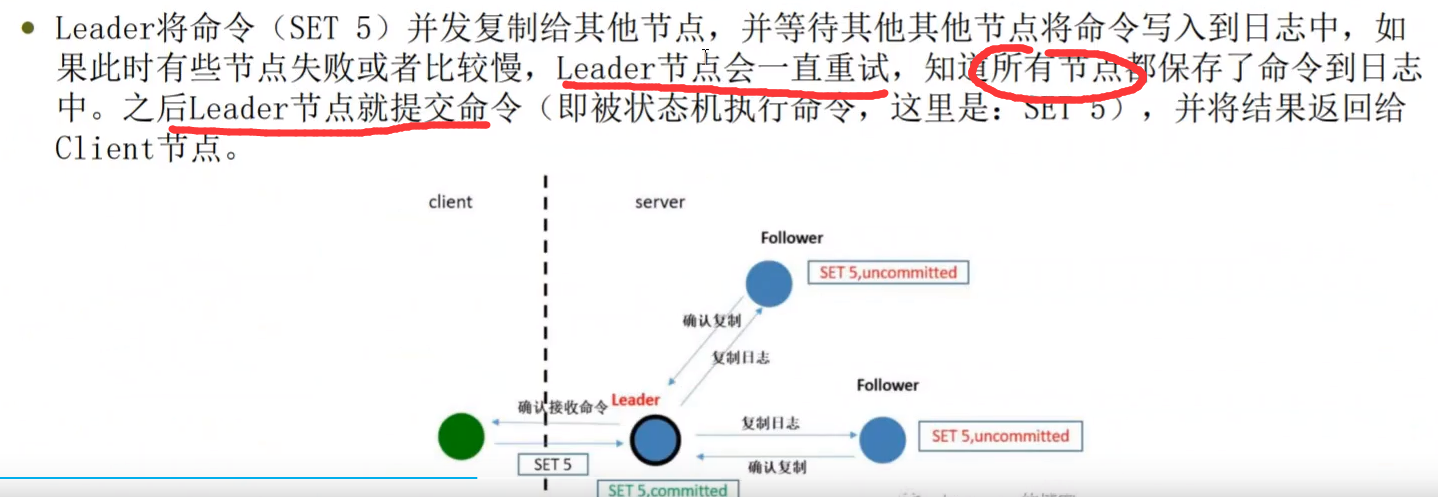 Leader将命令（SET 5）并发复制给其他节点，并等待其他其他节点将命令写入到日志中，如
果此时有些节点失败或者比较慢，Leader节点会一直重试，知道所有节点都保存了命令到日志
中。之后Leader节点就提交命令（即被状态机执行命令，这里是：SET 5），并将结果返回给
Client节点。
client
server
Follower
SET 5,uncommitted
确认复制
复制日志
Follower
Leader
确认接收命令
复制日志
SET 5,uncommitted
SET 5
确认复制
SET 5,committed